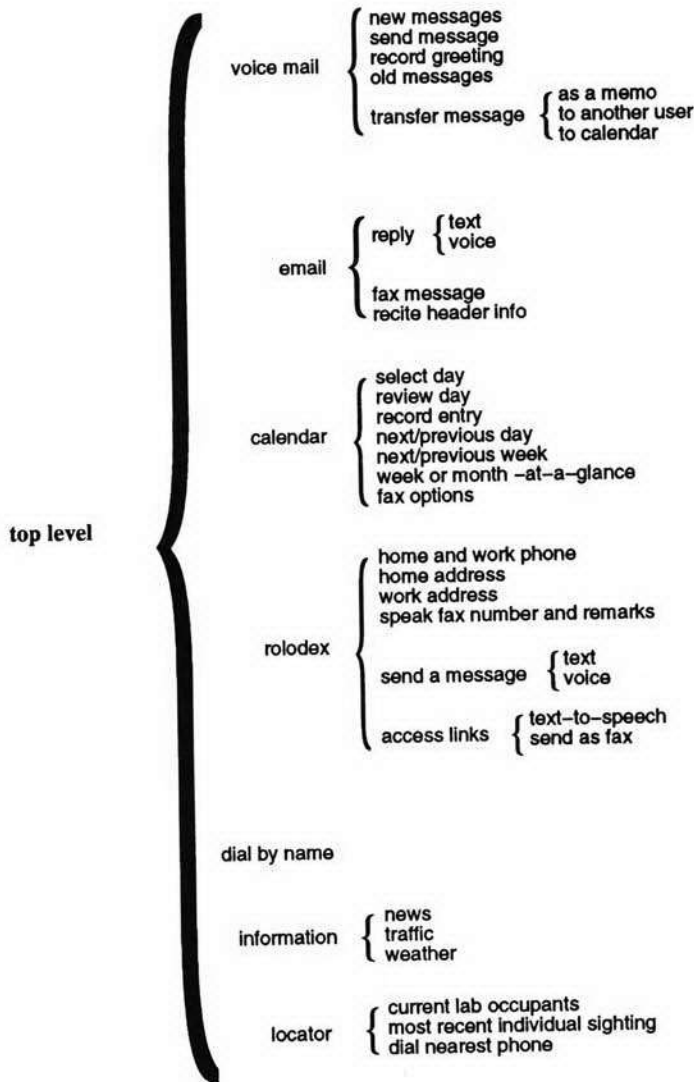 new messages
send message
voice mail
record greeting
old messages
transfer message
as a memo
to another user
to calendar
email
reply
text
voice
fax message
recite header info
calendar
select day
review day
record entry
next/previous day
next/previous week
week or month –at–a–glance
fax options
top level
rolodex
home and work phone
home address
work address
speak fax number and remarks
send a message
text
voice
access links
text–to–speech
send as fax
dial by name
information
news
traffic
weather
locator
current lab occupants
most recent individual sighting
dial nearest phone